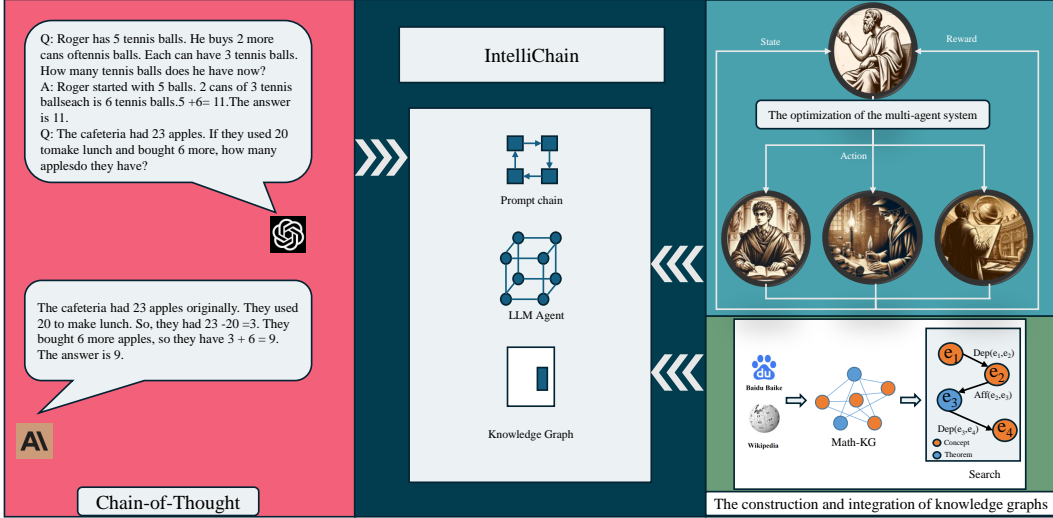 Q: Roger has 5 tennis balls. He buys 2 more
cans oftennis balls. Each can have 3 tennis balls.
How many tennis balls does he have now?
A: Roger started with 5 balls. 2 cans of 3 tennis
ballseach is 6 tennis balls.5 +6= 11.The answer
is 11.
Q: The cafeteria had 23 apples. If they used 20
tomake lunch and bought 6 more, how many
applesdo they have?
The cafeteria had 23 apples originally. They used
20 to make lunch. So, they had 23 -20 =3. They
bought 6 more apples, so they have 3 + 6 = 9.
The answer is 9.
AI
Chain-of-Thought
IntelliChain
Prompt chain
LLM Agent
Knowledge Graph
State
Reward
The optimization of the multi-agent system
Action
du
Baidu Baike
Wikipedia
Math-KG
e1
Dep(e1,e2)
e2
Aff(e2,e3)
e3
Dep(e3,e4)
e4
Concept
Theorem
Search
The construction and integration of knowledge graphs